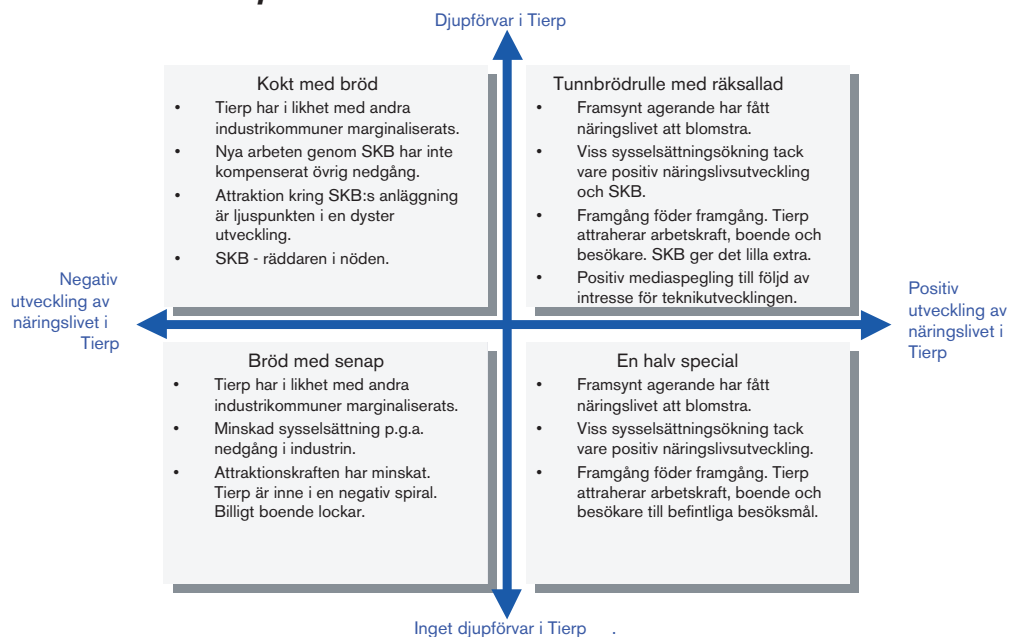 Djupförvar i Tierp
Kokt med bröd
• Tierp har i likhet med andra
industrikommuner marginaliserats.
• Nya arbeten genom SKB har inte
kompenserat övrig nedgång.
• Attraktion kring SKB:s anläggning
är ljuspunkten i en dyster
utveckling.
• SKB - räddaren i nöden.
Tunnbrödrulle med räksallad
• Framsynt agerande har fått
näringslivet att blomstra.
• Viss sysselsättningsökning tack
vare positiv näringslivsutveckling
och SKB.
• Framgång föder framgång. Tierp
attraherar arbetskraft, boende och
besökare. SKB ger det lilla extra.
• Positiv mediaspegling till följd av
intresse för teknikutvecklingen.
Negativ
utveckling av
näringslivet i
Tierp
Positiv
utveckling av
näringslivet i
Tierp
Bröd med senap
• Tierp har i likhet med andra
industrikommuner marginaliserats.
• Minskad sysselsättning p.g.a.
nedgång i industrin.
• Attraktionskraften har minskat.
Tierp är inne i en negativ spiral.
Billigt boende lockar.
En halv special
• Framsynt agerande har fått
näringslivet att blomstra.
• Viss sysselsättningsökning tack
vare positiv näringslivsutveckling.
• Framgång föder framgång. Tierp
attraherar arbetskraft, boende och
besökare till befintliga besöksmål.
Inget djupförvar i Tierp .